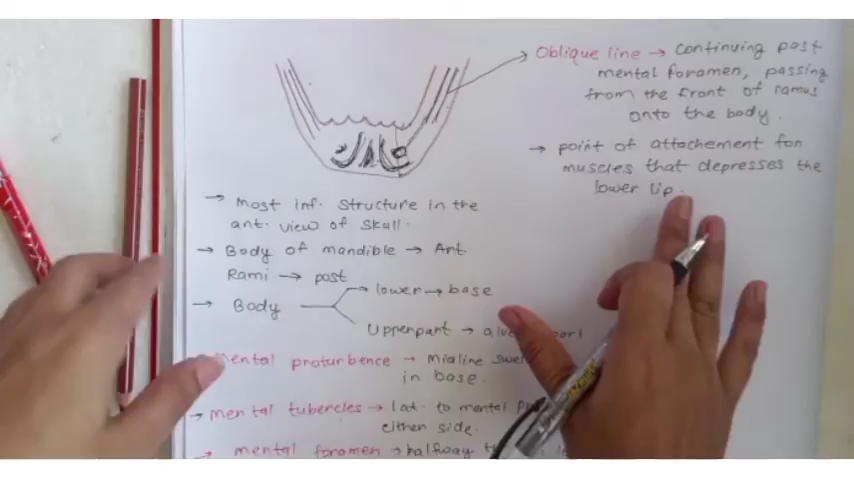 Oblique line → continuing post
mental foramen, passing
from the front of ramus
onto the body.
→ point of attachement for
muscles that depresses the
lower lip.
→ Most inf. structure in the
ant. view of skull.
→ Body of mandible → Ant
Rami → post
→ Body → lower → base
Upperpart →
mental proturbence → midline
in base.
→ mental tubercles → Lat. to mental
either side.
→ mental foramen → halfway